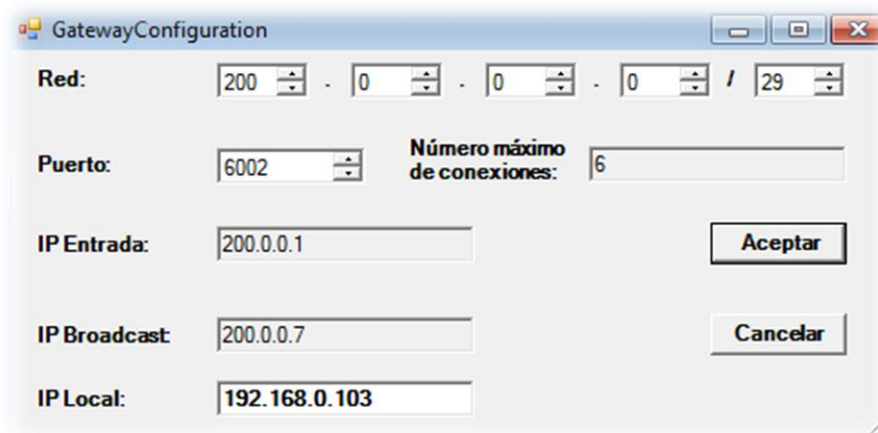 GatewayConfiguration
Red: 200 . 0 . 0 . 0 / 29
Puerto: 6002 Número máximo de conexiones: 6
IP Entrada: 200.0.0.1 Aceptar
IP Broadcast: 200.0.0.7 Cancelar
IP Local: 192.168.0.103